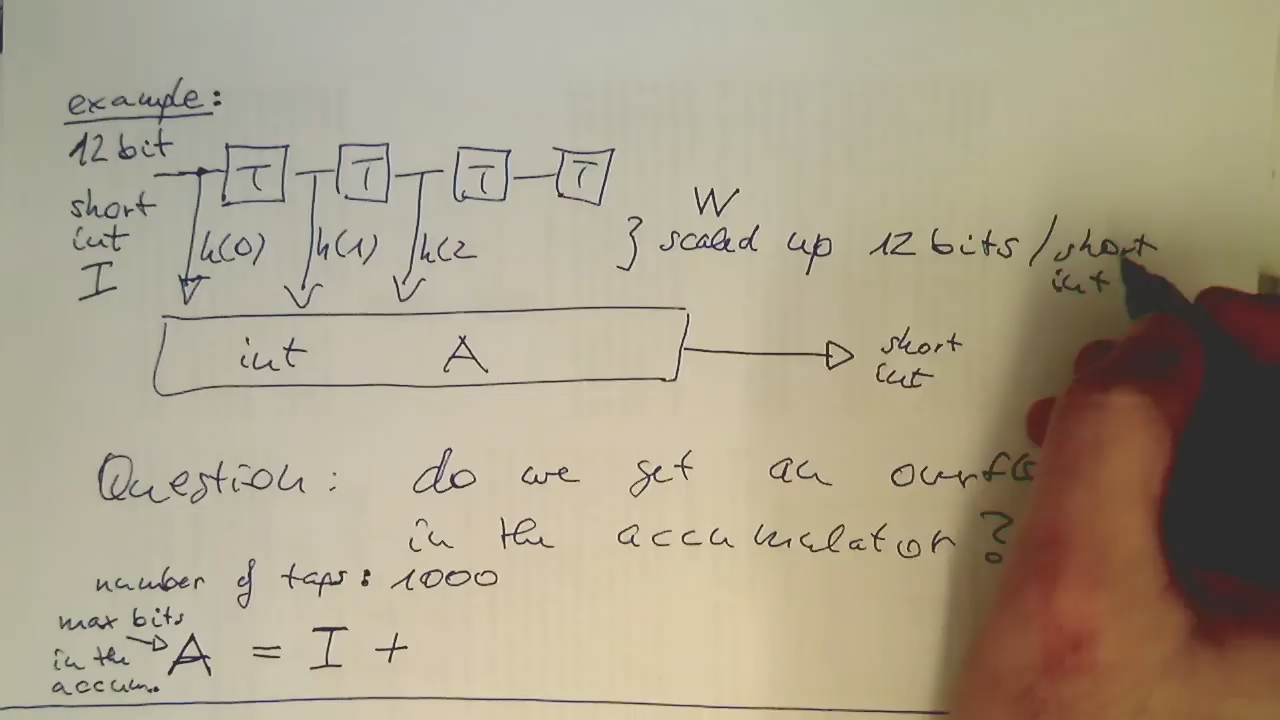 example:
12 bit
short
int
I
T T T T
h(0) h(1) h(2
W
} scaled up 12 bits / short
int
int A
short
int
Question: do we get an
in the accumulator?
number of taps: 1000
max bits
in the
accum.
A = I +